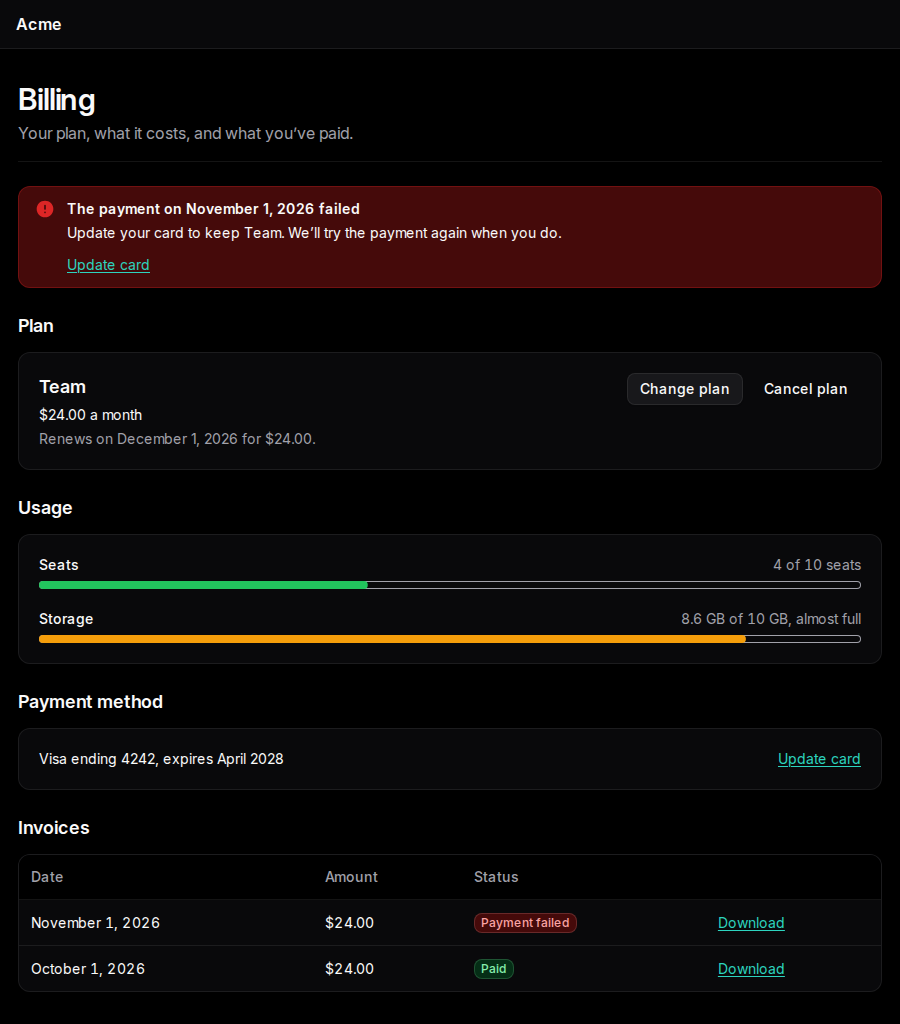 Acme
Billing
Your plan, what it costs, and what you’ve paid.
The payment on November 1, 2026 failed
Update your card to keep Team. We’ll try the payment again when you do.
Update card
Plan
Team
Change plan
Cancel plan
$24.00 a month
Renews on December 1, 2026 for $24.00.
Usage
Seats
4 of 10 seats
Storage
8.6 GB of 10 GB, almost full
Payment method
Visa ending 4242, expires April 2028
Update card
Invoices
Date Amount Status
November 1, 2026 $24.00 Payment failed Download
October 1, 2026 $24.00 Paid Download